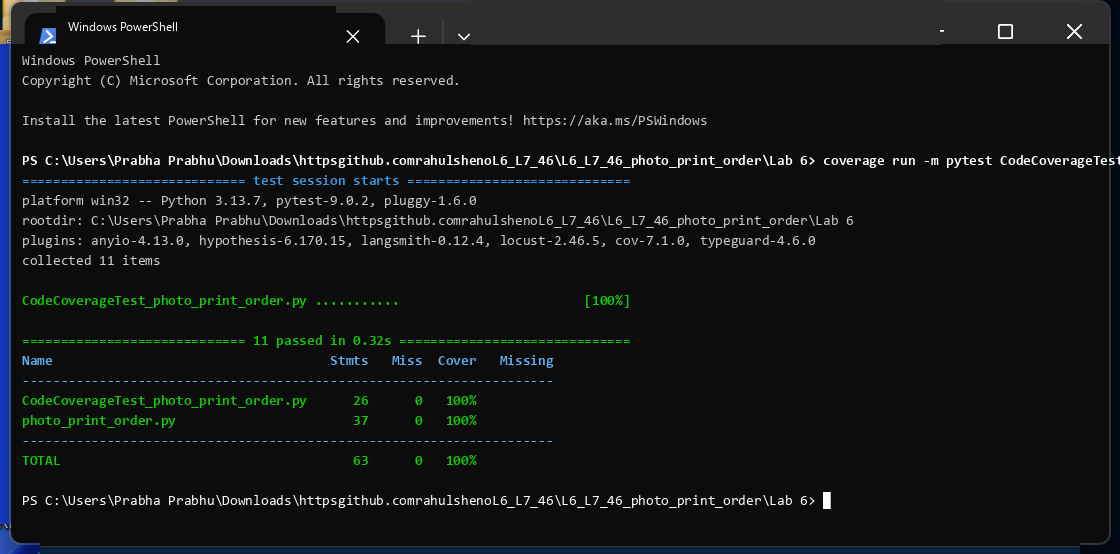 Windows PowerShell
Windows PowerShell
Copyright (C) Microsoft Corporation. All rights reserved.
Install the latest PowerShell for new features and improvements! https://aka.ms/PSWindows
PS C:\Users\Prabha Prabhu\Downloads\httpsgithub.comrahulshenoL6_L7_46\L6_L7_46_photo_print_order\Lab 6> coverage run -m pytest CodeCoverageTest
============================= test session starts =============================
platform win32 -- Python 3.13.7, pytest-9.0.2, pluggy-1.6.0
rootdir: C:\Users\Prabha Prabhu\Downloads\httpsgithub.comrahulshenoL6_L7_46\L6_L7_46_photo_print_order\Lab 6
plugins: anyio-4.13.0, hypothesis-6.170.15, langsmith-0.12.4, locust-2.46.5, cov-7.1.0, typeguard-4.6.0
collected 11 items
CodeCoverageTest_photo_print_order.py ........... [100%]
============================= 11 passed in 0.32s ==============================
Name Stmts Miss Cover Missing
---------------------------------------------------------------------
CodeCoverageTest_photo_print_order.py 26 0 100%
photo_print_order.py 37 0 100%
---------------------------------------------------------------------
TOTAL 63 0 100%
PS C:\Users\Prabha Prabhu\Downloads\httpsgithub.comrahulshenoL6_L7_46\L6_L7_46_photo_print_order\Lab 6>